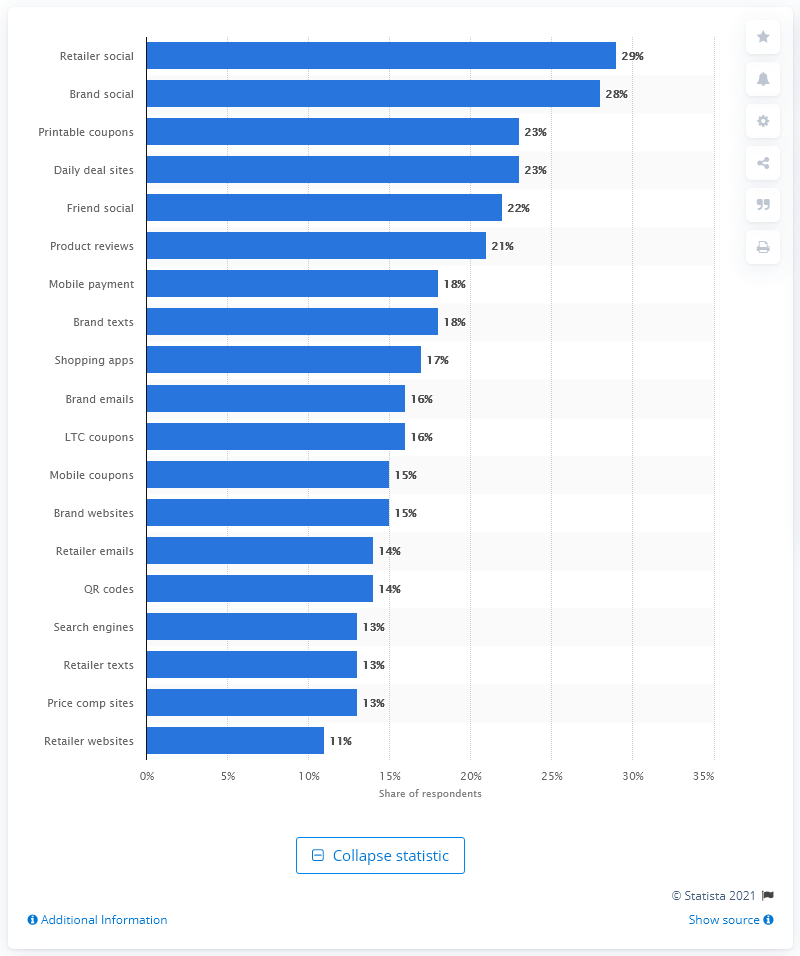 Retailer social 29%
Brand social 28%
Printable coupons 23%
Daily deal sites 23%
Friend social 22%
Product reviews 21%
Mobile payment 18%
Brand texts 18%
Shopping apps 17%
Brand emails 16%
LTC coupons 16%
Mobile coupons 15%
Brand websites 15%
Retailer emails 14%
QR codes 14%
Search engines 13%
Retailer texts 13%
Price comp sites 13%
Retailer websites 11%
0% 5% 10% 15% 20% 25% 30% 35%
Share of respondents
Collapse statistic
© Statista 2021
Additional Information Show source